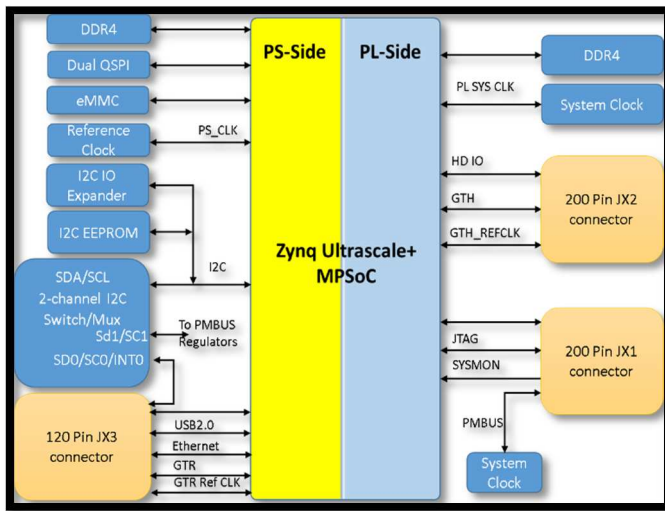 DDR4
Dual QSPI
eMMC
Reference
Clock
PS_CLK
I2C IO
Expander
I2C EEPROM
I2C
SDA/SCL
2-channel I2C
Switch/Mux
Sd1/SC1
SD0/SC0/INT0
To PMBUS
Regulators
120 Pin JX3
connector
USB2.0
Ethernet
GTR
GTR Ref CLK
PS-Side
PL-Side
Zynq Ultrascale+
MPSoC
DDR4
PL SYS CLK
System Clock
HD IO
GTH
GTH_REFCLK
200 Pin JX2
connector
JTAG
SYSMON
200 Pin JX1
connector
PMBUS
System
Clock